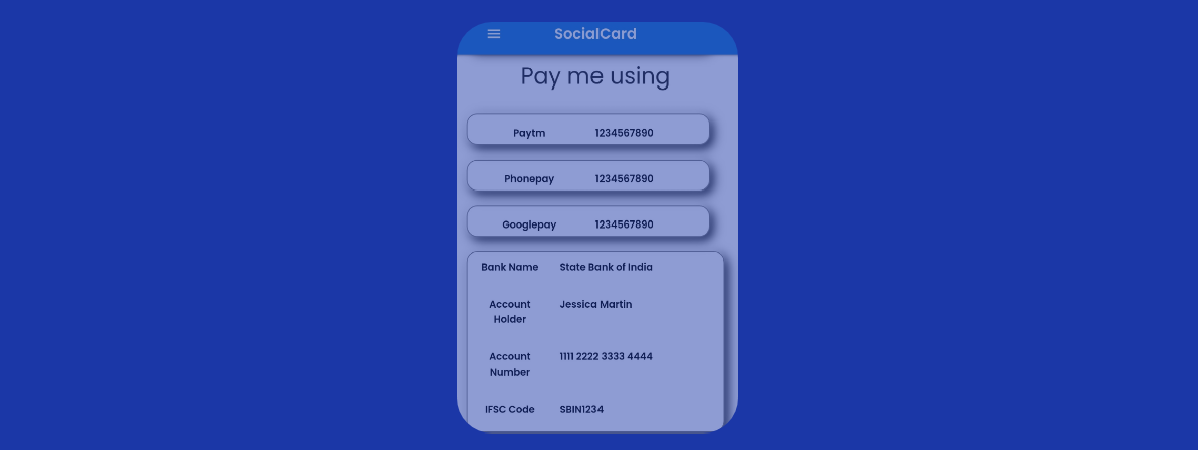 SocialCard
Pay me using
Paytm 1234567890
Phonepay 1234567890
Googlepay 1234567890
Bank Name State Bank of India
Account Holder Jessica Martin
Account Number 1111 2222 3333 4444
IFSC Code SBIN1234